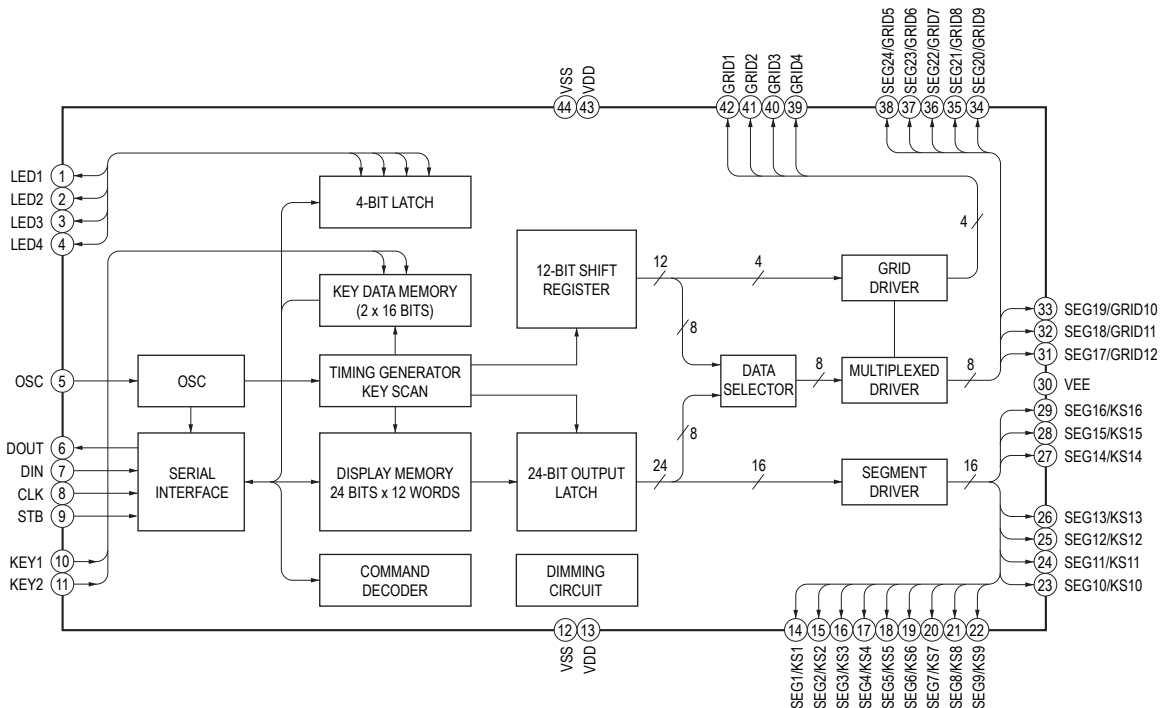 SEG24/GRID5
SEG23/GRID6
SEG22/GRID7
SEG21/GRID8
SEG20/GRID9
GRID1
GRID2
GRID3
GRID4
VSS
VDD
44
43
42
41
40
39
38
37
36
35
34
LED1
1
LED2
2
LED3
3
LED4
4
4-BIT LATCH
4
12-BIT SHIFT
REGISTER
12
4
GRID
DRIVER
KEY DATA MEMORY
(2 x 16 BITS)
8
33
SEG19/GRID10
32
SEG18/GRID11
31
SEG17/GRID12
OSC
5
OSC
TIMING GENERATOR
KEY SCAN
DATA
SELECTOR
8
MULTIPLEXED
DRIVER
8
30
VEE
29
SEG16/KS16
28
SEG15/KS15
27
SEG14/KS14
DOUT
6
DIN
7
CLK
8
STB
9
SERIAL
INTERFACE
DISPLAY MEMORY
24 BITS x 12 WORDS
24-BIT OUTPUT
LATCH
24
8
16
SEGMENT
DRIVER
16
26
SEG13/KS13
25
SEG12/KS12
24
SEG11/KS11
23
SEG10/KS10
KEY1
10
KEY2
11
COMMAND
DECODER
DIMMING
CIRCUIT
12
13
14
15
16
17
18
19
20
21
22
VSS
VDD
SEG1/KS1
SEG2/KS2
SEG3/KS3
SEG4/KS4
SEG5/KS5
SEG6/KS6
SEG7/KS7
SEG8/KS8
SEG9/KS9